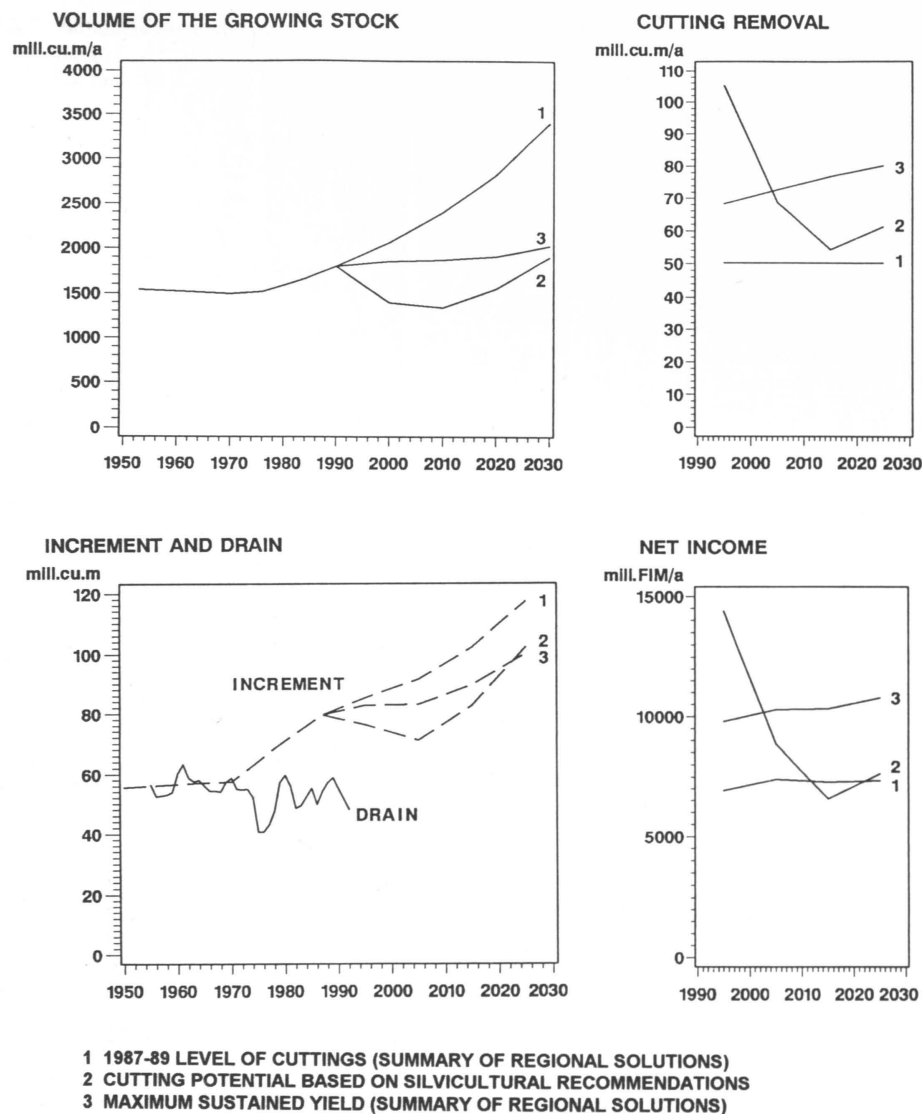 VOLUME OF THE GROWING STOCK
mill.cu.m/a
4000
3500
3000
2500
2000
1500
1000
500
0
1
3
2
1950 1960 1970 1980 1990 2000 2010 2020 2030
CUTTING REMOVAL
mill.cu.m/a
110
100
90
80
70
60
50
40
30
20
10
0
3
2
1
1990 2000 2010 2020 2030
INCREMENT AND DRAIN
mill.cu.m
120
100
80
60
40
20
0
INCREMENT
DRAIN
1
2
3
1950 1960 1970 1980 1990 2000 2010 2020 2030
NET INCOME
mill.FIM/a
15000
10000
5000
0
3
2
1
1990 2000 2010 2020 2030
1 1987-89 LEVEL OF CUTTINGS (SUMMARY OF REGIONAL SOLUTIONS)
2 CUTTING POTENTIAL BASED ON SILVICULTURAL RECOMMENDATIONS
3 MAXIMUM SUSTAINED YIELD (SUMMARY OF REGIONAL SOLUTIONS)